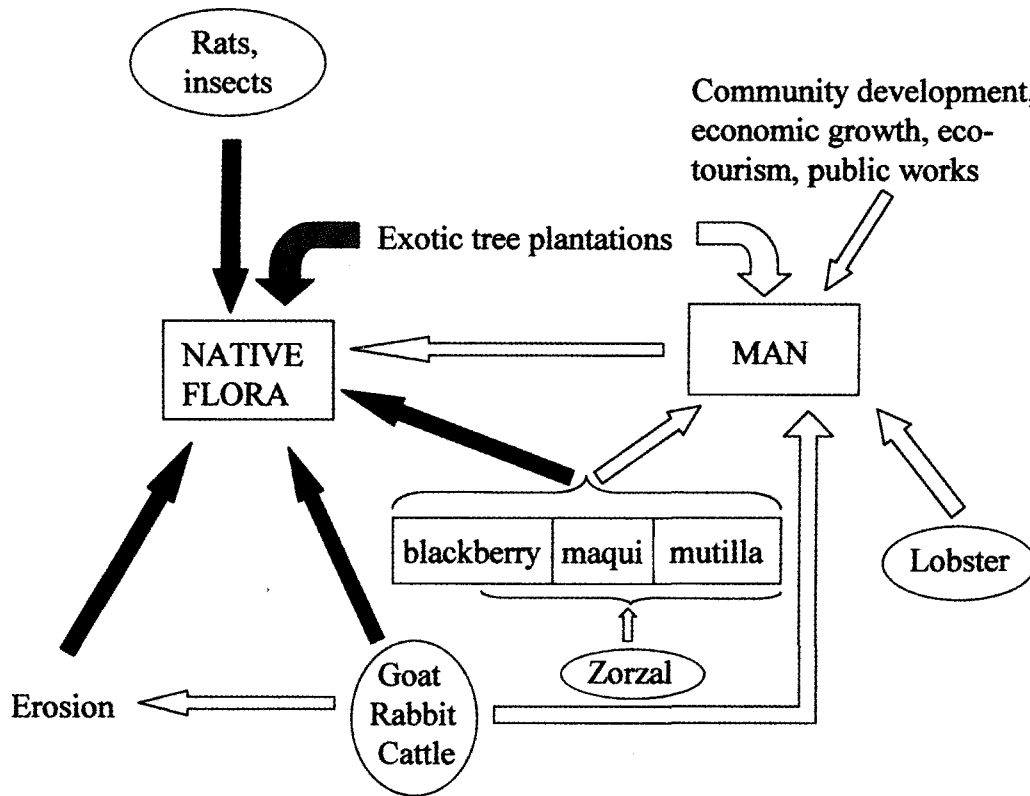 Rats,
insects
Community development,
economic growth, eco-
tourism, public works
Exotic tree plantations
NATIVE
FLORA
MAN
blackberry
maqui
mutilla
Lobster
Zorzal
Goat
Rabbit
Cattle
Erosion